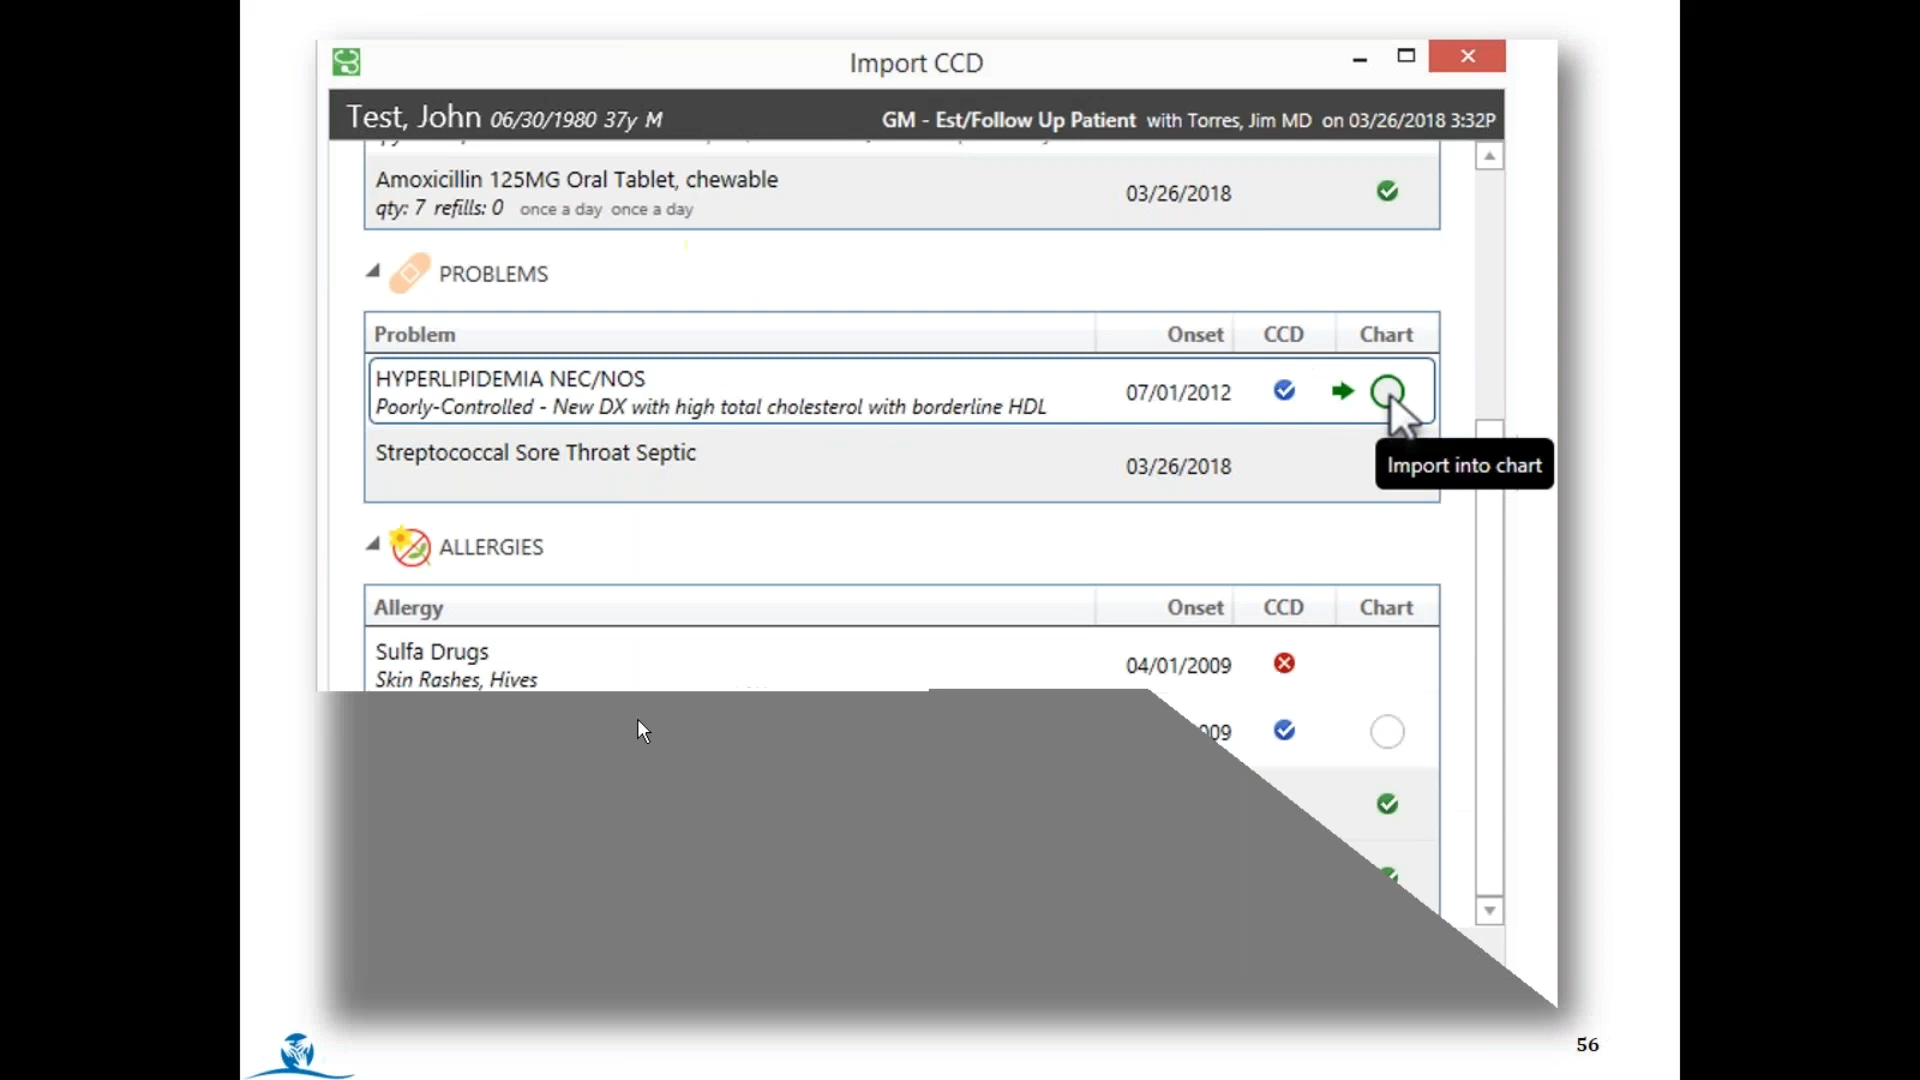 Import CCD
Test, John 06/30/1980 37y M
GM - Est/Follow Up Patient with Torres, Jim MD on 03/26/2018 3:32P
Amoxicillin 125MG Oral Tablet, chewable
03/26/2018
qty: 7 refills: 0 once a day once a day
PROBLEMS
Problem Onset CCD Chart
HYPERLIPIDEMIA NEC/NOS
07/01/2012
Poorly-Controlled - New DX with high total cholesterol with borderline HDL
Streptococcal Sore Throat Septic
03/26/2018
Import into chart
ALLERGIES
Allergy Onset CCD Chart
Sulfa Drugs
04/01/2009
Skin Rashes, Hives
56